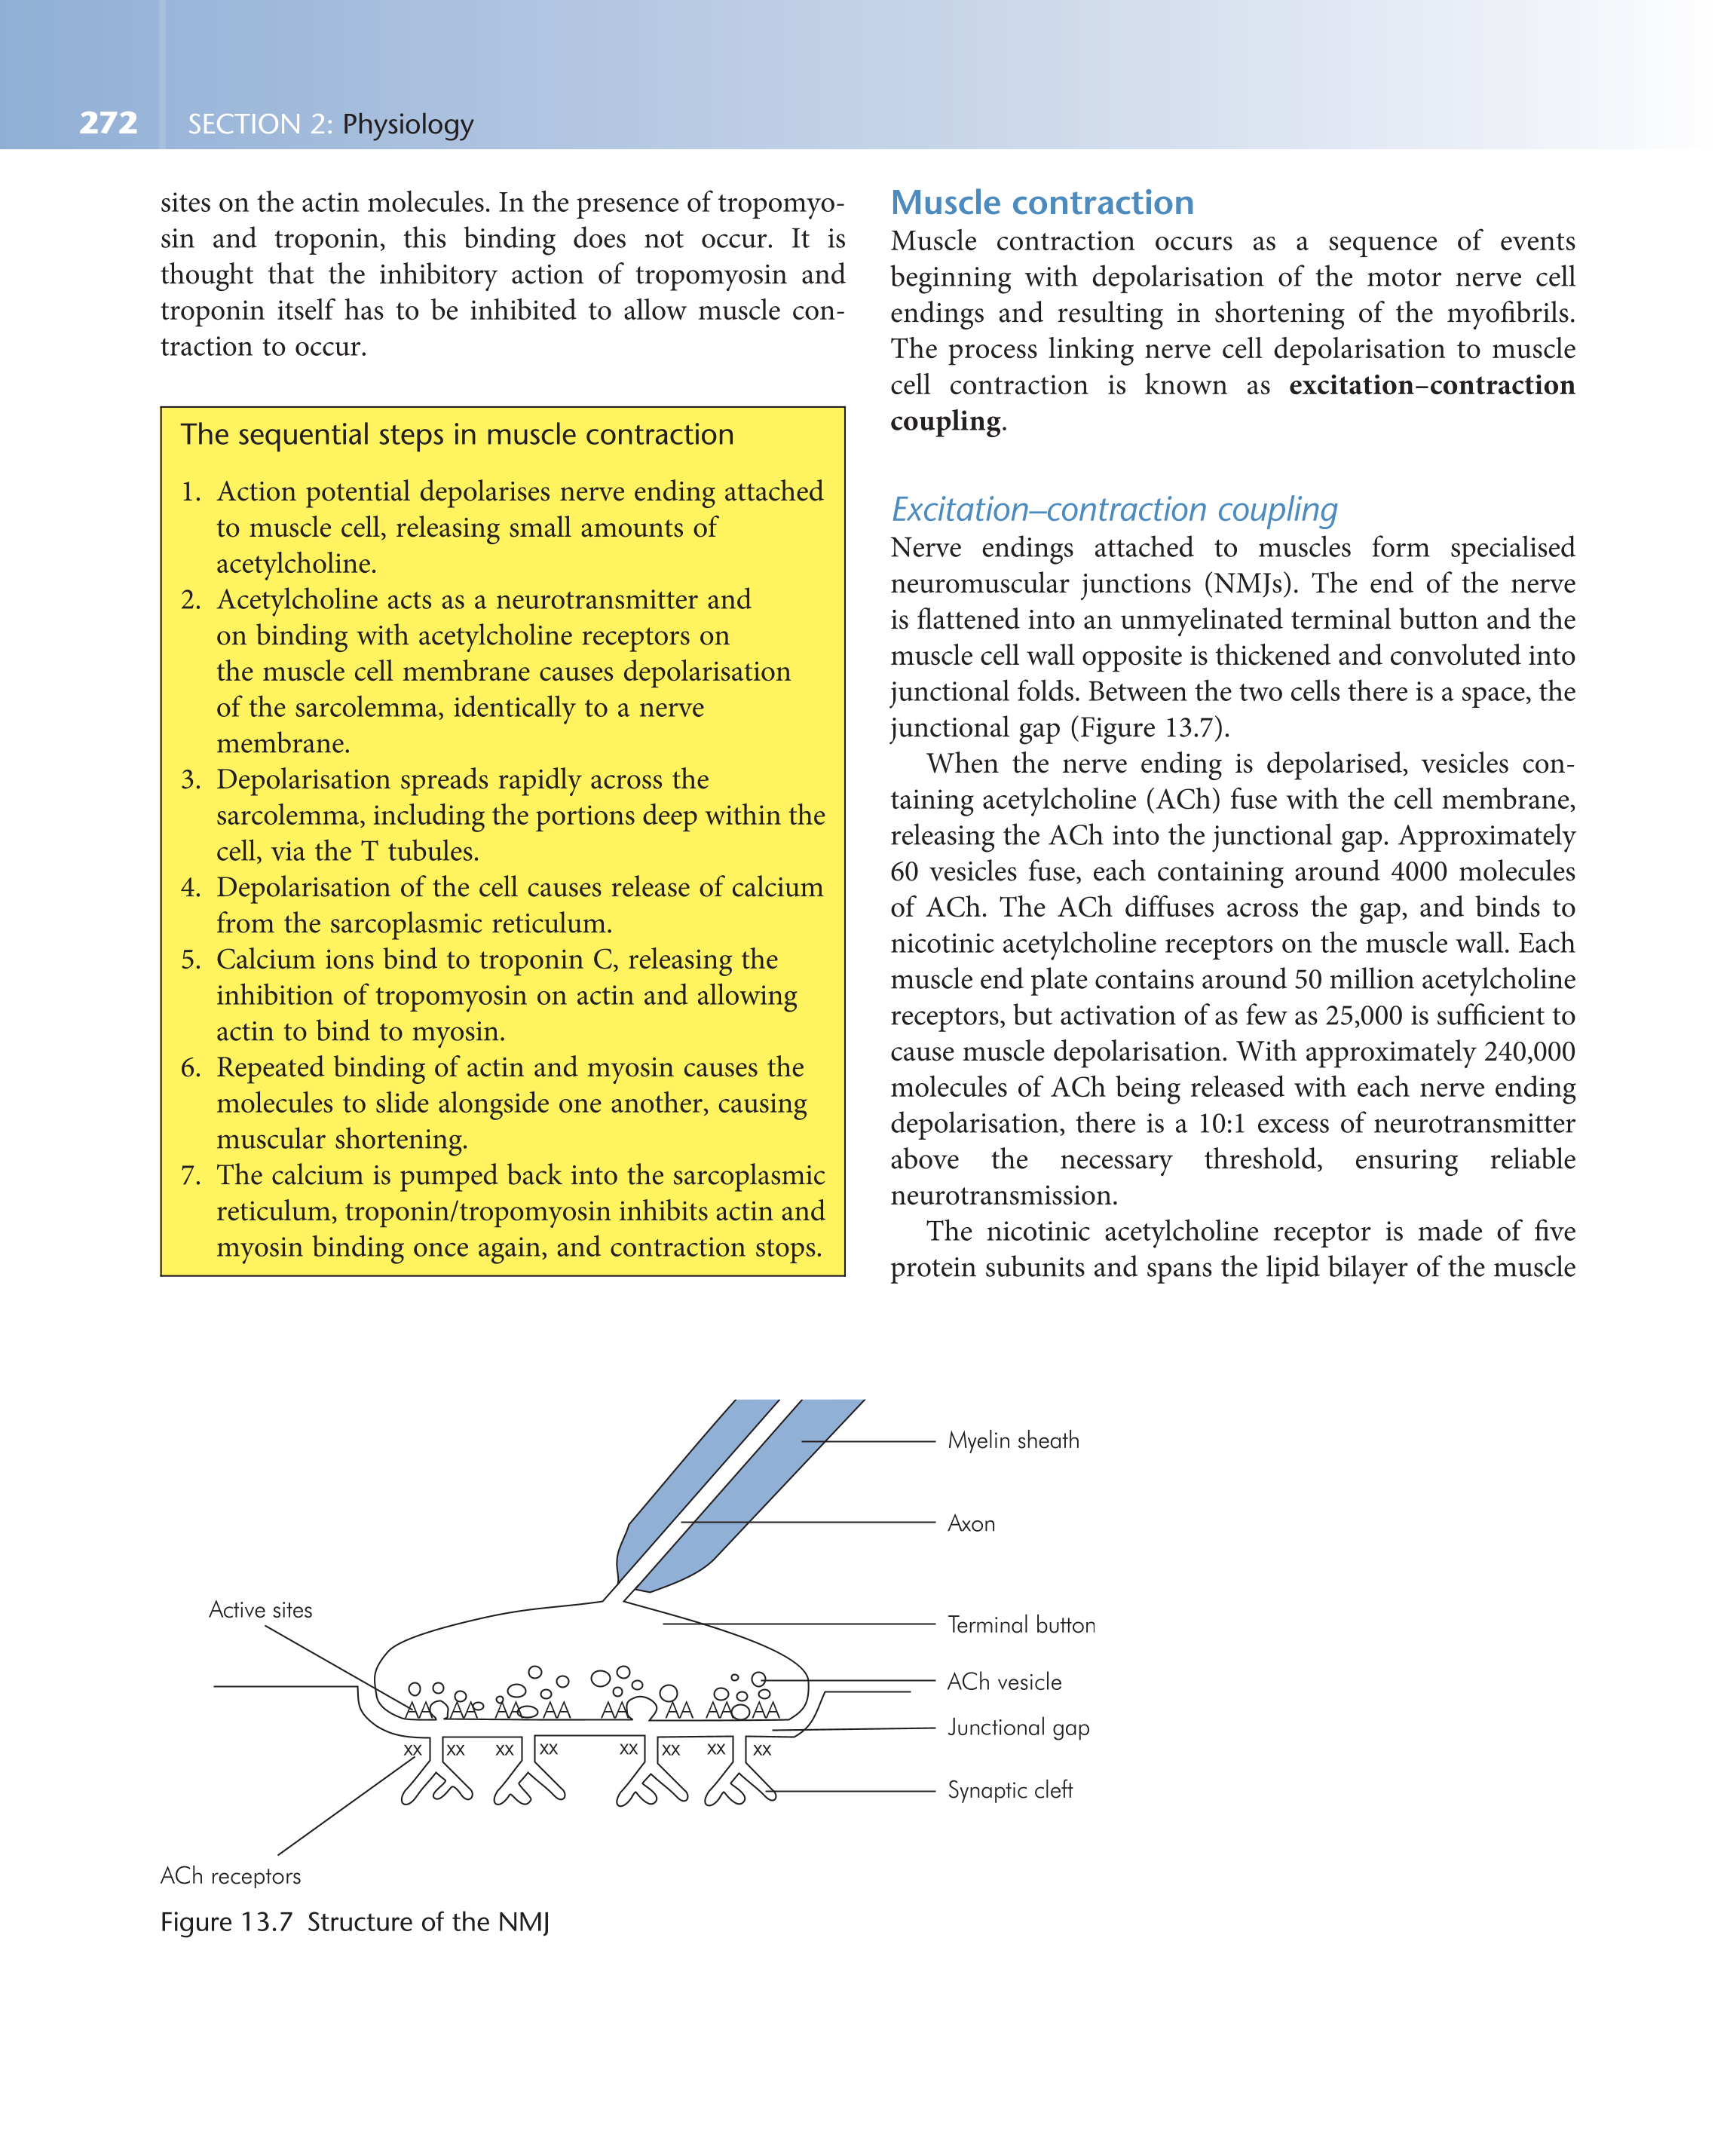 272 SECTION 2: Physiology
sites on the actin molecules. In the presence of tropomyo-
sin and troponin, this binding does not occur. It is
thought that the inhibitory action of tropomyosin and
troponin itself has to be inhibited to allow muscle con-
traction to occur.
The sequential steps in muscle contraction
1. Action potential depolarises nerve ending attached
to muscle cell, releasing small amounts of
acetylcholine.
2. Acetylcholine acts as a neurotransmitter and
on binding with acetylcholine receptors on
the muscle cell membrane causes depolarisation
of the sarcolemma, identically to a nerve
membrane.
3. Depolarisation spreads rapidly across the
sarcolemma, including the portions deep within the
cell, via the T tubules.
4. Depolarisation of the cell causes release of calcium
from the sarcoplasmic reticulum.
5. Calcium ions bind to troponin C, releasing the
inhibition of tropomyosin on actin and allowing
actin to bind to myosin.
6. Repeated binding of actin and myosin causes the
molecules to slide alongside one another, causing
muscular shortening.
7. The calcium is pumped back into the sarcoplasmic
reticulum, troponin/tropomyosin inhibits actin and
myosin binding once again, and contraction stops.
Muscle contraction
Muscle contraction occurs as a sequence of events
beginning with depolarisation of the motor nerve cell
endings and resulting in shortening of the myofibrils.
The process linking nerve cell depolarisation to muscle
cell contraction is known as excitation–contraction
coupling.
Excitation–contraction coupling
Nerve endings attached to muscles form specialised
neuromuscular junctions (NMJs). The end of the nerve
is flattened into an unmyelinated terminal button and the
muscle cell wall opposite is thickened and convoluted into
junctional folds. Between the two cells there is a space, the
junctional gap (Figure 13.7).
When the nerve ending is depolarised, vesicles con-
taining acetylcholine (ACh) fuse with the cell membrane,
releasing the ACh into the junctional gap. Approximately
60 vesicles fuse, each containing around 4000 molecules
of ACh. The ACh diffuses across the gap, and binds to
nicotinic acetylcholine receptors on the muscle wall. Each
muscle end plate contains around 50 million acetylcholine
receptors, but activation of as few as 25,000 is sufficient to
cause muscle depolarisation. With approximately 240,000
molecules of ACh being released with each nerve ending
depolarisation, there is a 10:1 excess of neurotransmitter
above the necessary threshold, ensuring reliable
neurotransmission.
The nicotinic acetylcholine receptor is made of five
protein subunits and spans the lipid bilayer of the muscle
Myelin sheath
Axon
Active sites
Terminal button
ACh vesicle
AA AA AA AA AA AA AA AA
Junctional gap
xx xx xx xx xx xx xx xx
Synaptic cleft
ACh receptors
Figure 13.7 Structure of the NMJ